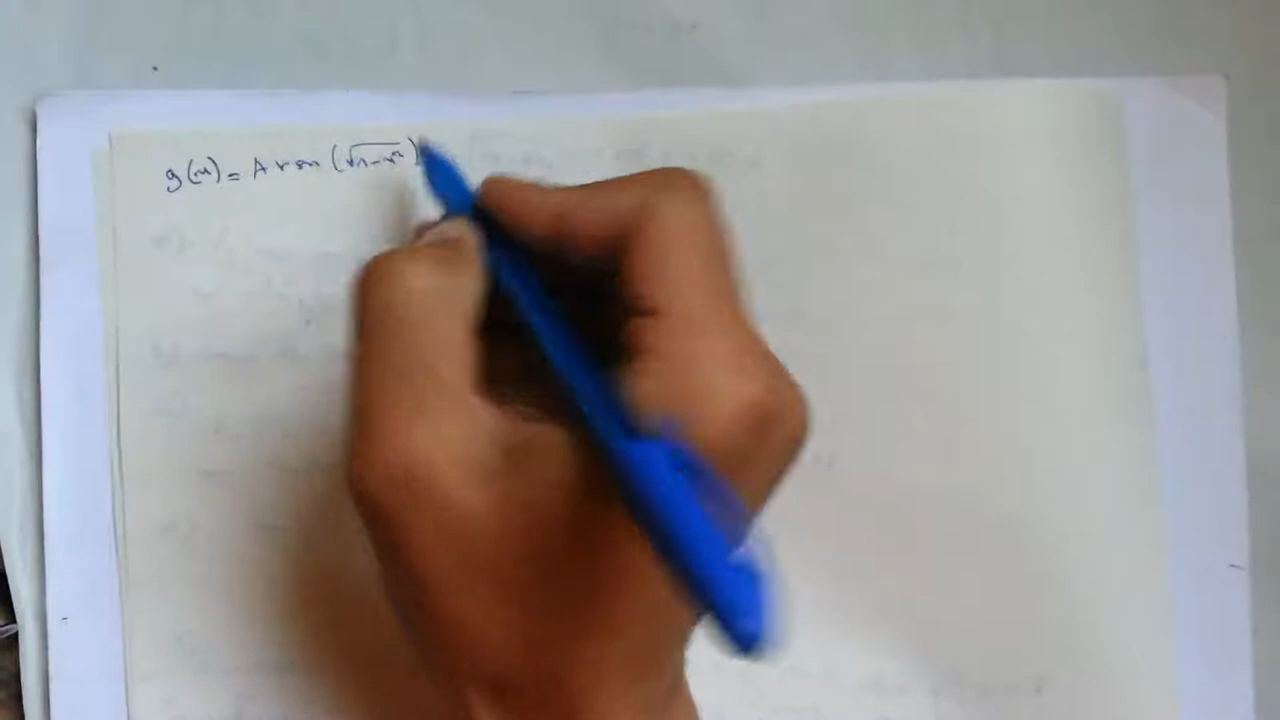 g(x) = Arcsin (√1-x²)